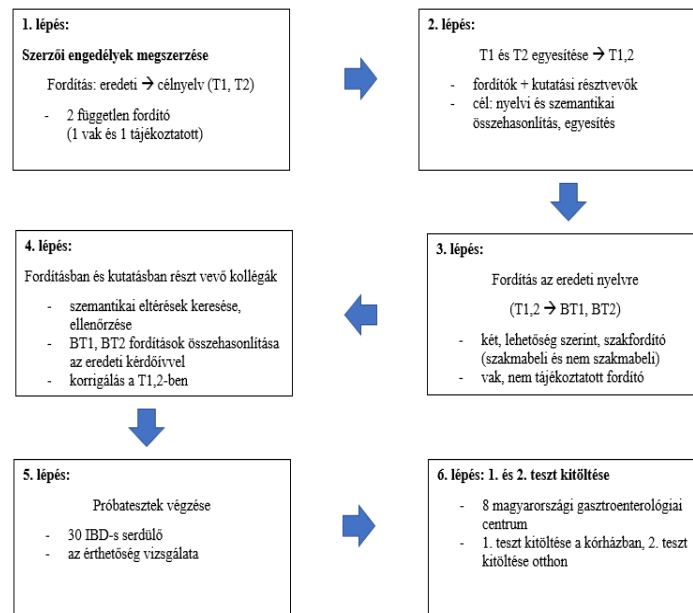 1. lépés:
Szerzői engedélyek megszerzése
Fordítás: eredeti → célnyelv (T1, T2)
- 2 független fordító
(1 vak és 1 tájékoztatott)
2. lépés:
T1 és T2 egyesítése → T1,2
- fordítók + kutatási résztvevők
- cél: nyelvi és szemantikai
összehasonlítás, egyesítés
3. lépés:
Fordítás az eredeti nyelvre
(T1,2 → BT1, BT2)
- két, lehetőség szerint, szakfordító
(szakmabeli és nem szakmabeli)
- vak, nem tájékoztatott fordító
4. lépés:
Fordításban és kutatásban részt vevő kollégák
- szemantikai eltérések keresése,
ellenőrzése
- BT1, BT2 fordítások összehasonlítása
az eredeti kérdőívvel
- korrigálás a T1,2-ben
5. lépés:
Próbatesztek végzése
- 30 IBD-s serdülő
- az érthetőség vizsgálata
6. lépés: 1. és 2. teszt kitöltése
- 8 magyarországi gasztroenterológiai
centrum
- 1. teszt kitöltése a kórházban, 2. teszt
kitöltése otthon